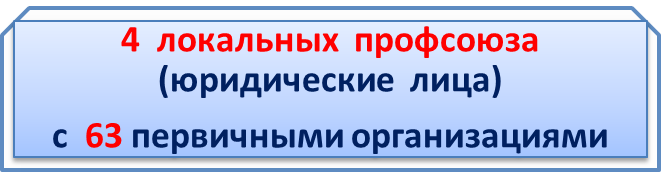 4 локальных профсоюза
(юридические лица)
с 63 первичными организациями